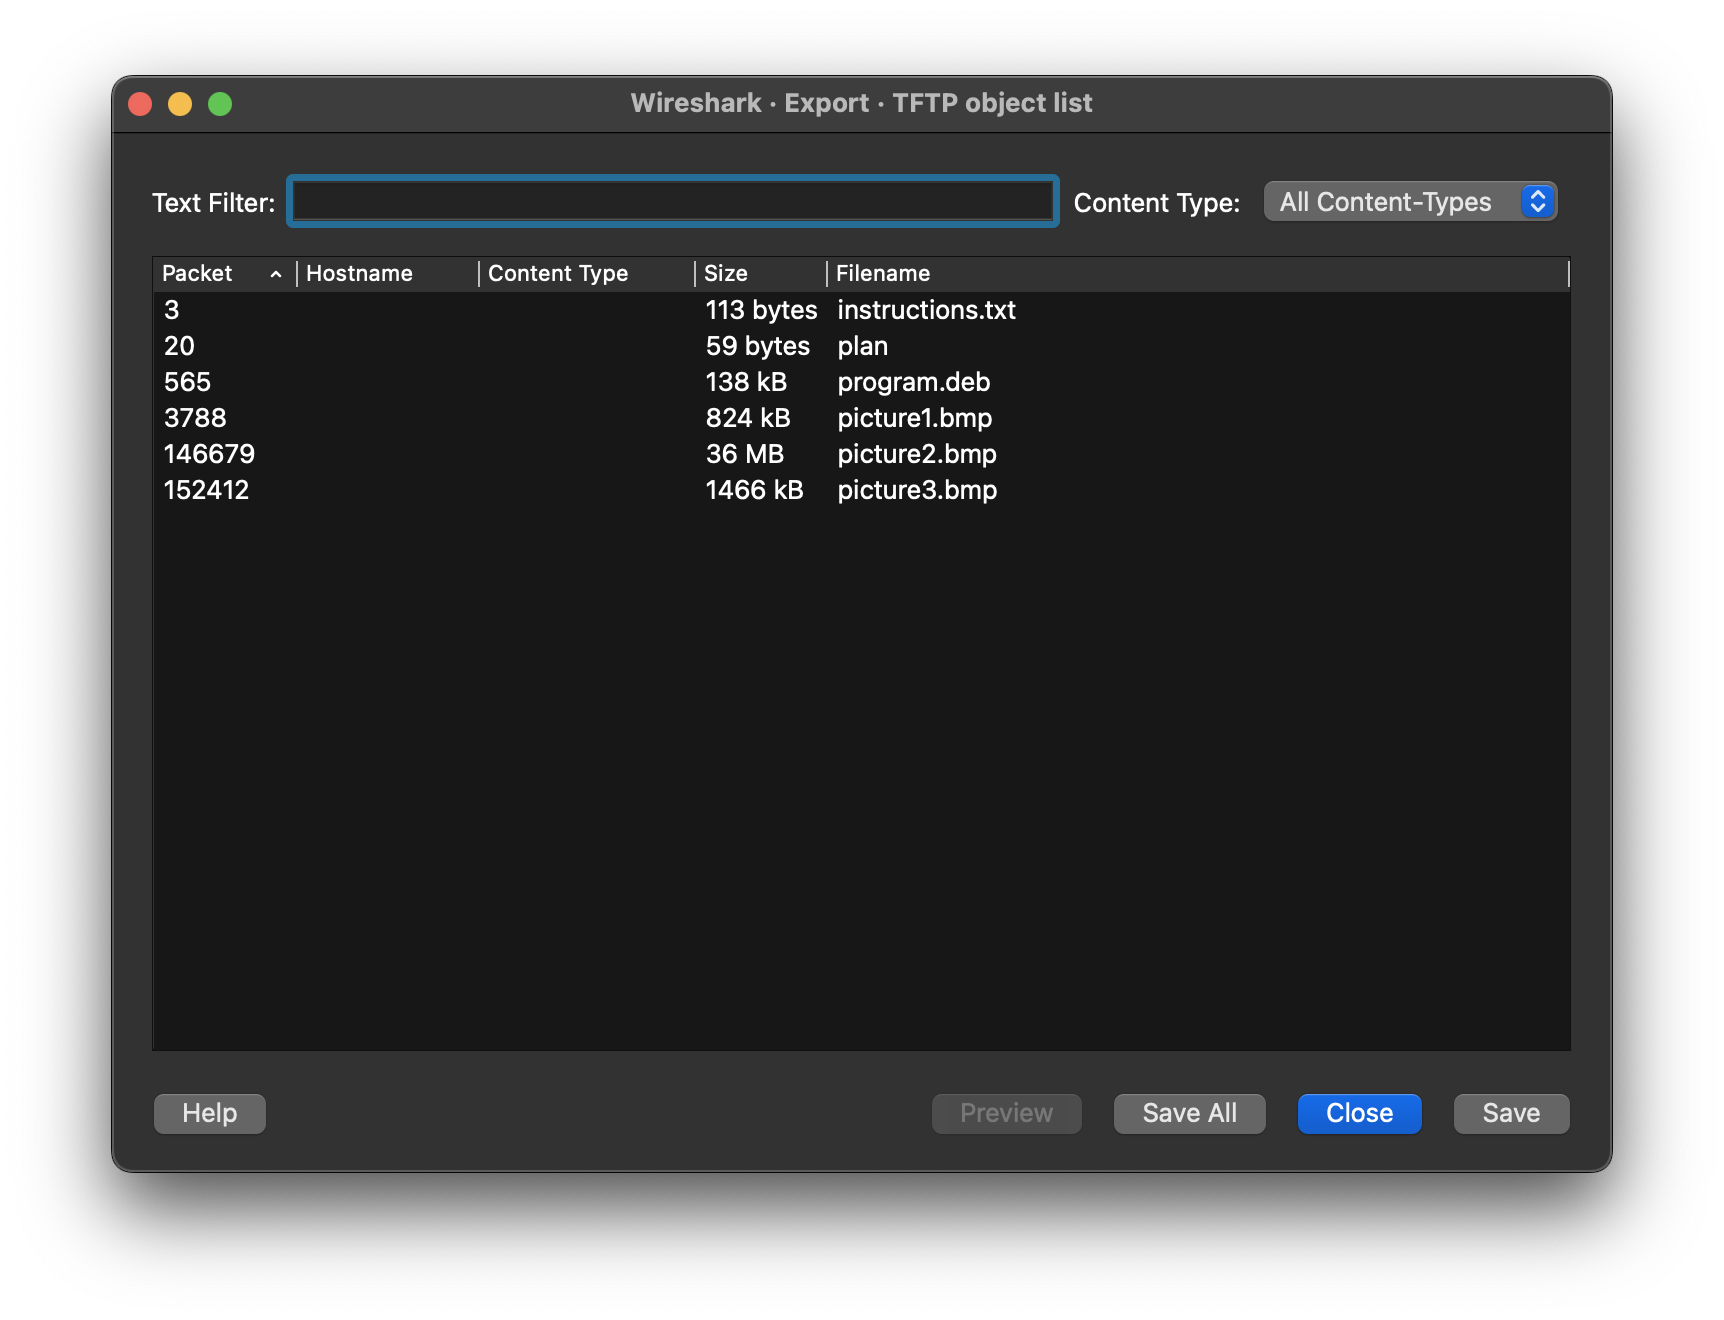 Wireshark · Export · TFTP object list
Text Filter: Content Type: All Content-Types
Packet Hostname Content Type Size Filename
3 113 bytes instructions.txt
20 59 bytes plan
565 138 kB program.deb
3788 824 kB picture1.bmp
146679 36 MB picture2.bmp
152412 1466 kB picture3.bmp
Help Preview Save All Close Save